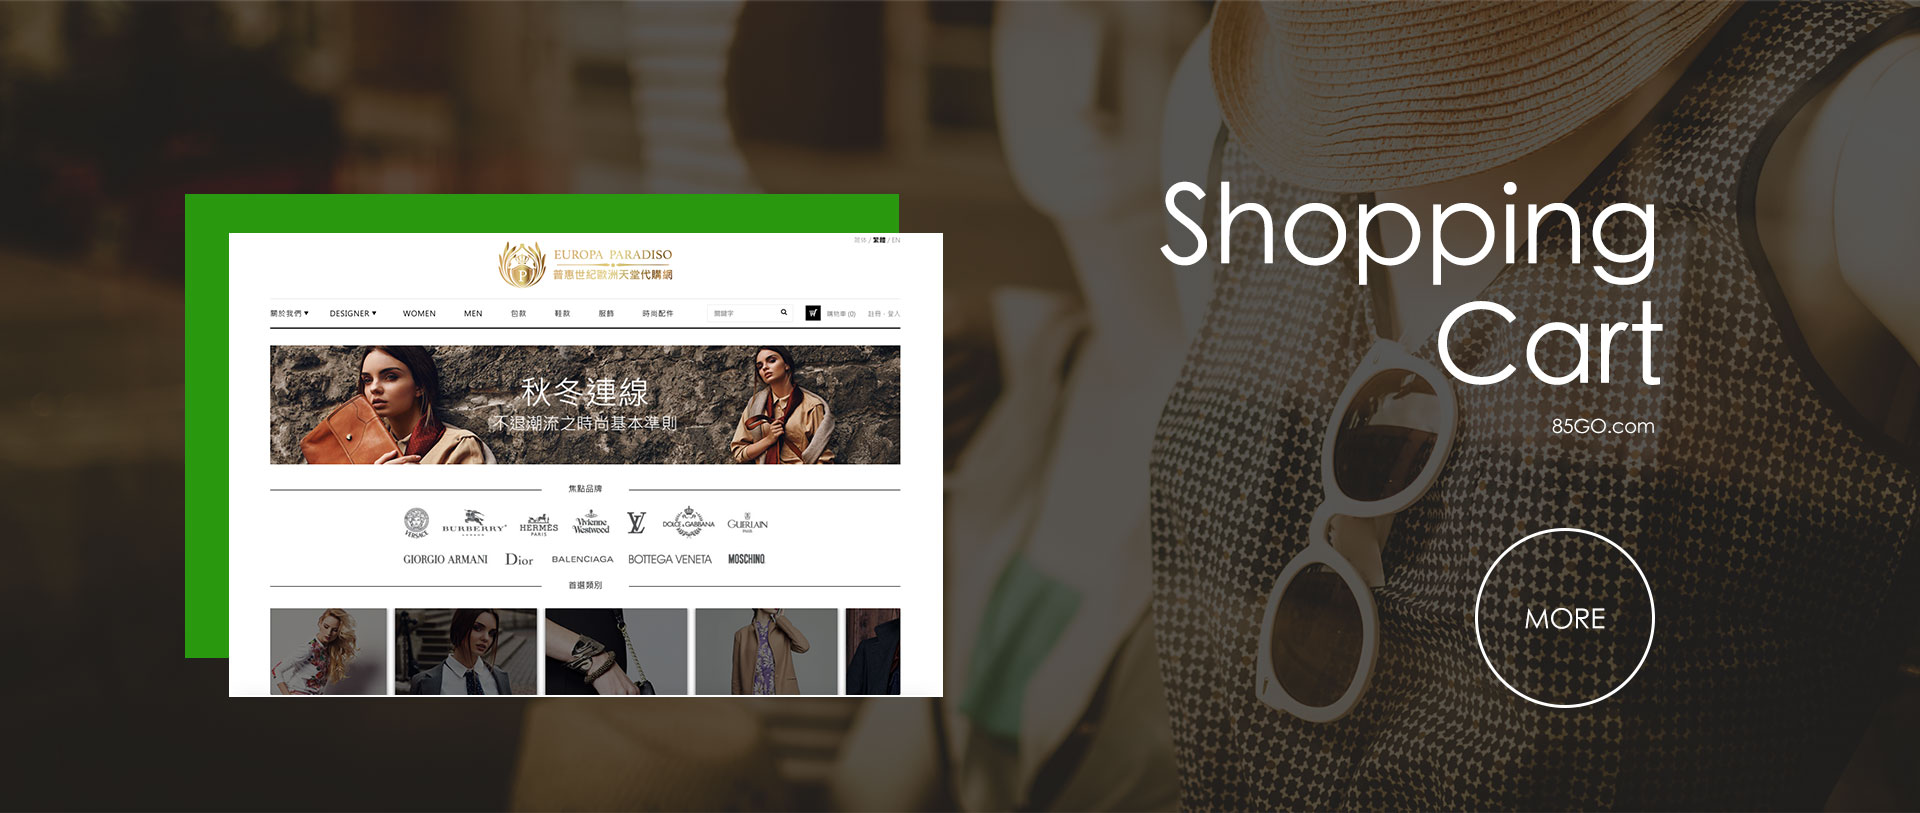 简体 / 繁體 / EN
EUROPA PARADISO
普惠世紀歐洲天堂代購網
關於我們 ▾ DESIGNER ▾ WOMEN MEN 包款 鞋款 服飾 時尚配件 關鍵字 購物車 (0) 註冊．登入
秋冬連線
不退潮流之時尚基本準則
焦點品牌
VERSACE BURBERRY LONDON HERMÈS PARIS Vivienne Westwood LV DOLCE & GABBANA GUERLAIN PARIS
GIORGIO ARMANI Dior BALENCIAGA BOTTEGA VENETA MOSCHINO
首選類別
Shopping
Cart
85GO.com
MORE